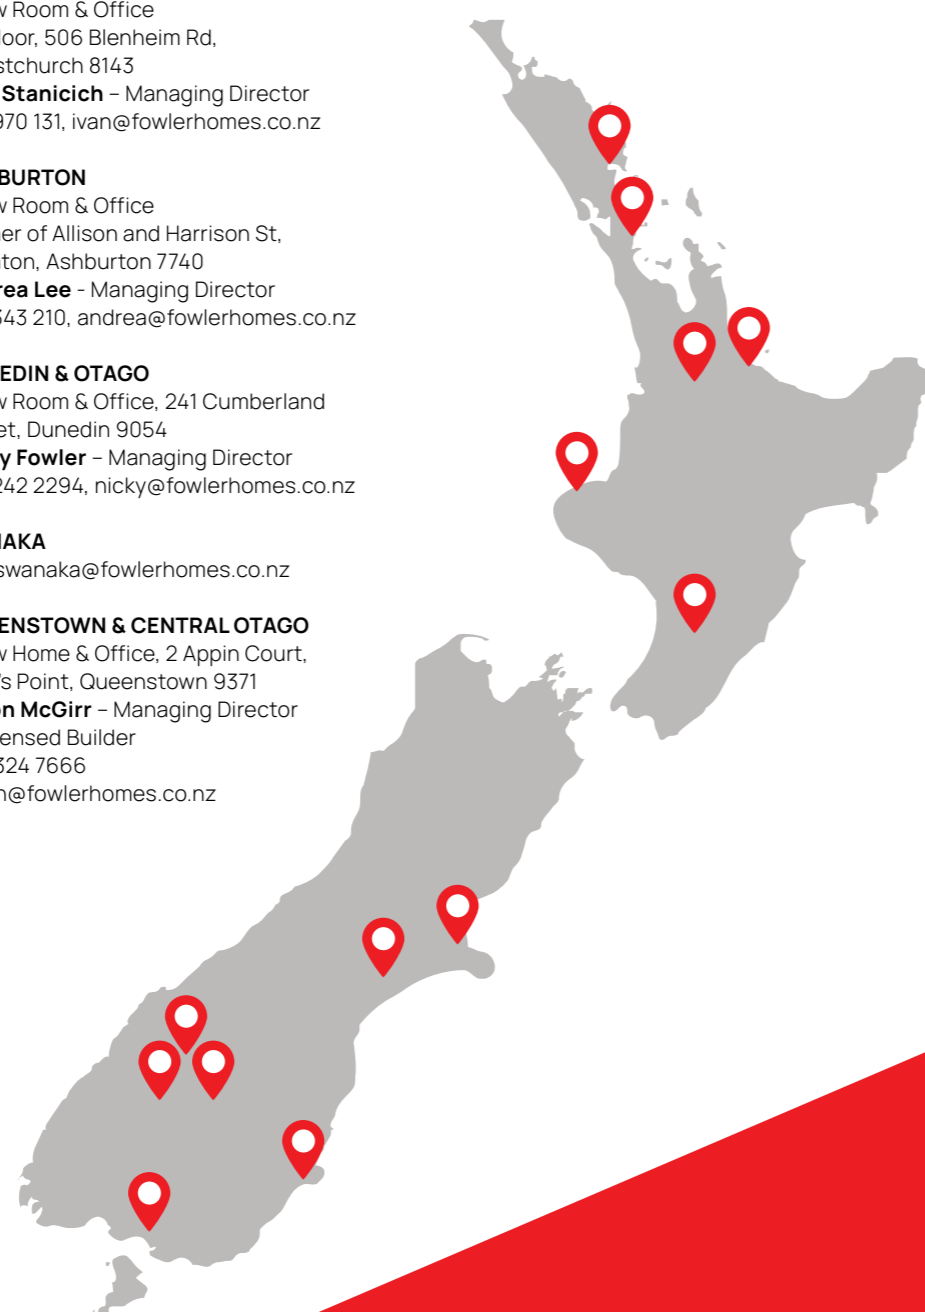 w Room & Office
loor, 506 Blenheim Rd,
stchurch 8143
Stanicich – Managing Director
970 131, ivan@fowlerhomes.co.nz
BURTON
w Room & Office
er of Allison and Harrison St,
ton, Ashburton 7740
rea Lee - Managing Director
343 210, andrea@fowlerhomes.co.nz
EDIN & OTAGO
w Room & Office, 241 Cumberland
et, Dunedin 9054
y Fowler – Managing Director
242 2294, nicky@fowlerhomes.co.nz
AKA
swanaka@fowlerhomes.co.nz
ENSTOWN & CENTRAL OTAGO
w Home & Office, 2 Appin Court,
's Point, Queenstown 9371
on McGirr – Managing Director
ensed Builder
324 7666
n@fowlerhomes.co.nz